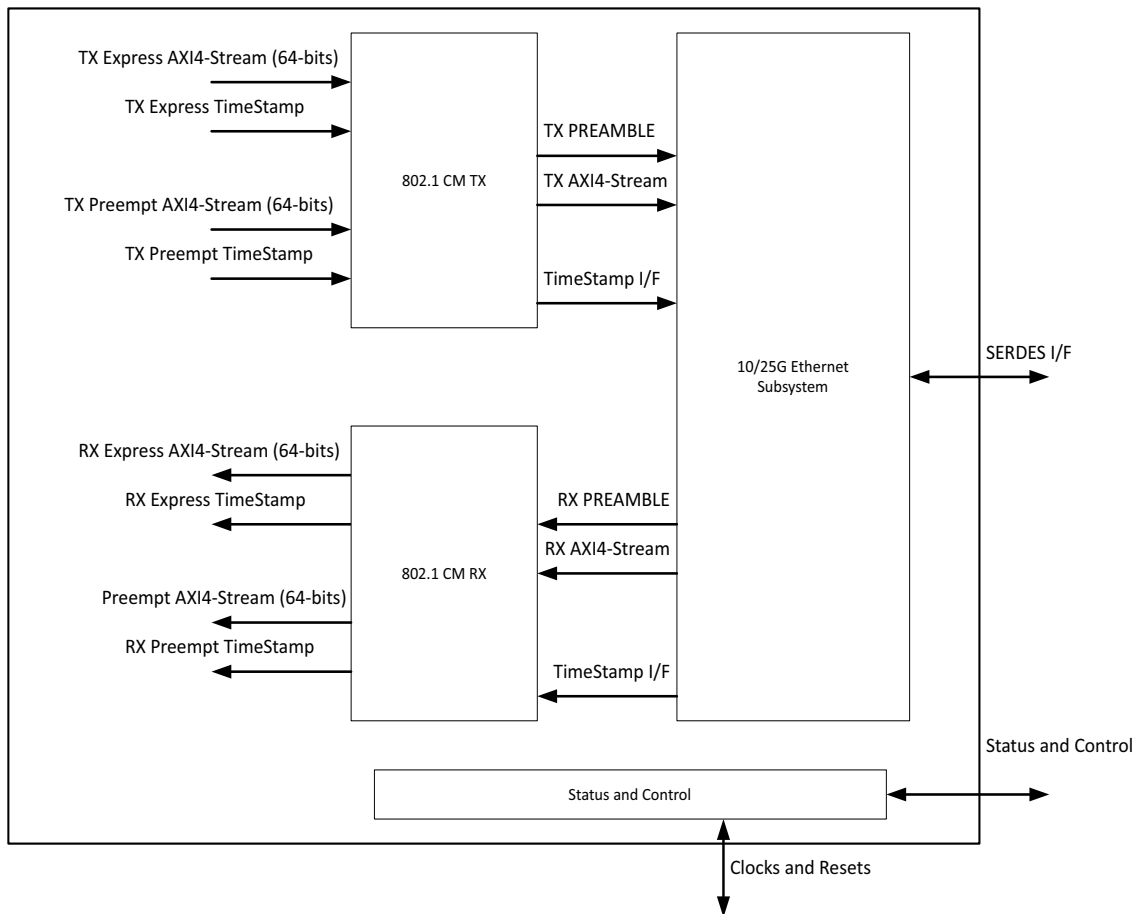 TX Express AXI4-Stream (64-bits)
TX Express TimeStamp
TX Preempt AXI4-Stream (64-bits)
TX Preempt TimeStamp
802.1 CM TX
TX PREAMBLE
TX AXI4-Stream
TimeStamp I/F
10/25G Ethernet
Subsystem
SERDES I/F
RX Express AXI4-Stream (64-bits)
RX Express TimeStamp
Preempt AXI4-Stream (64-bits)
RX Preempt TimeStamp
802.1 CM RX
RX PREAMBLE
RX AXI4-Stream
TimeStamp I/F
Status and Control
Status and Control
Clocks and Resets